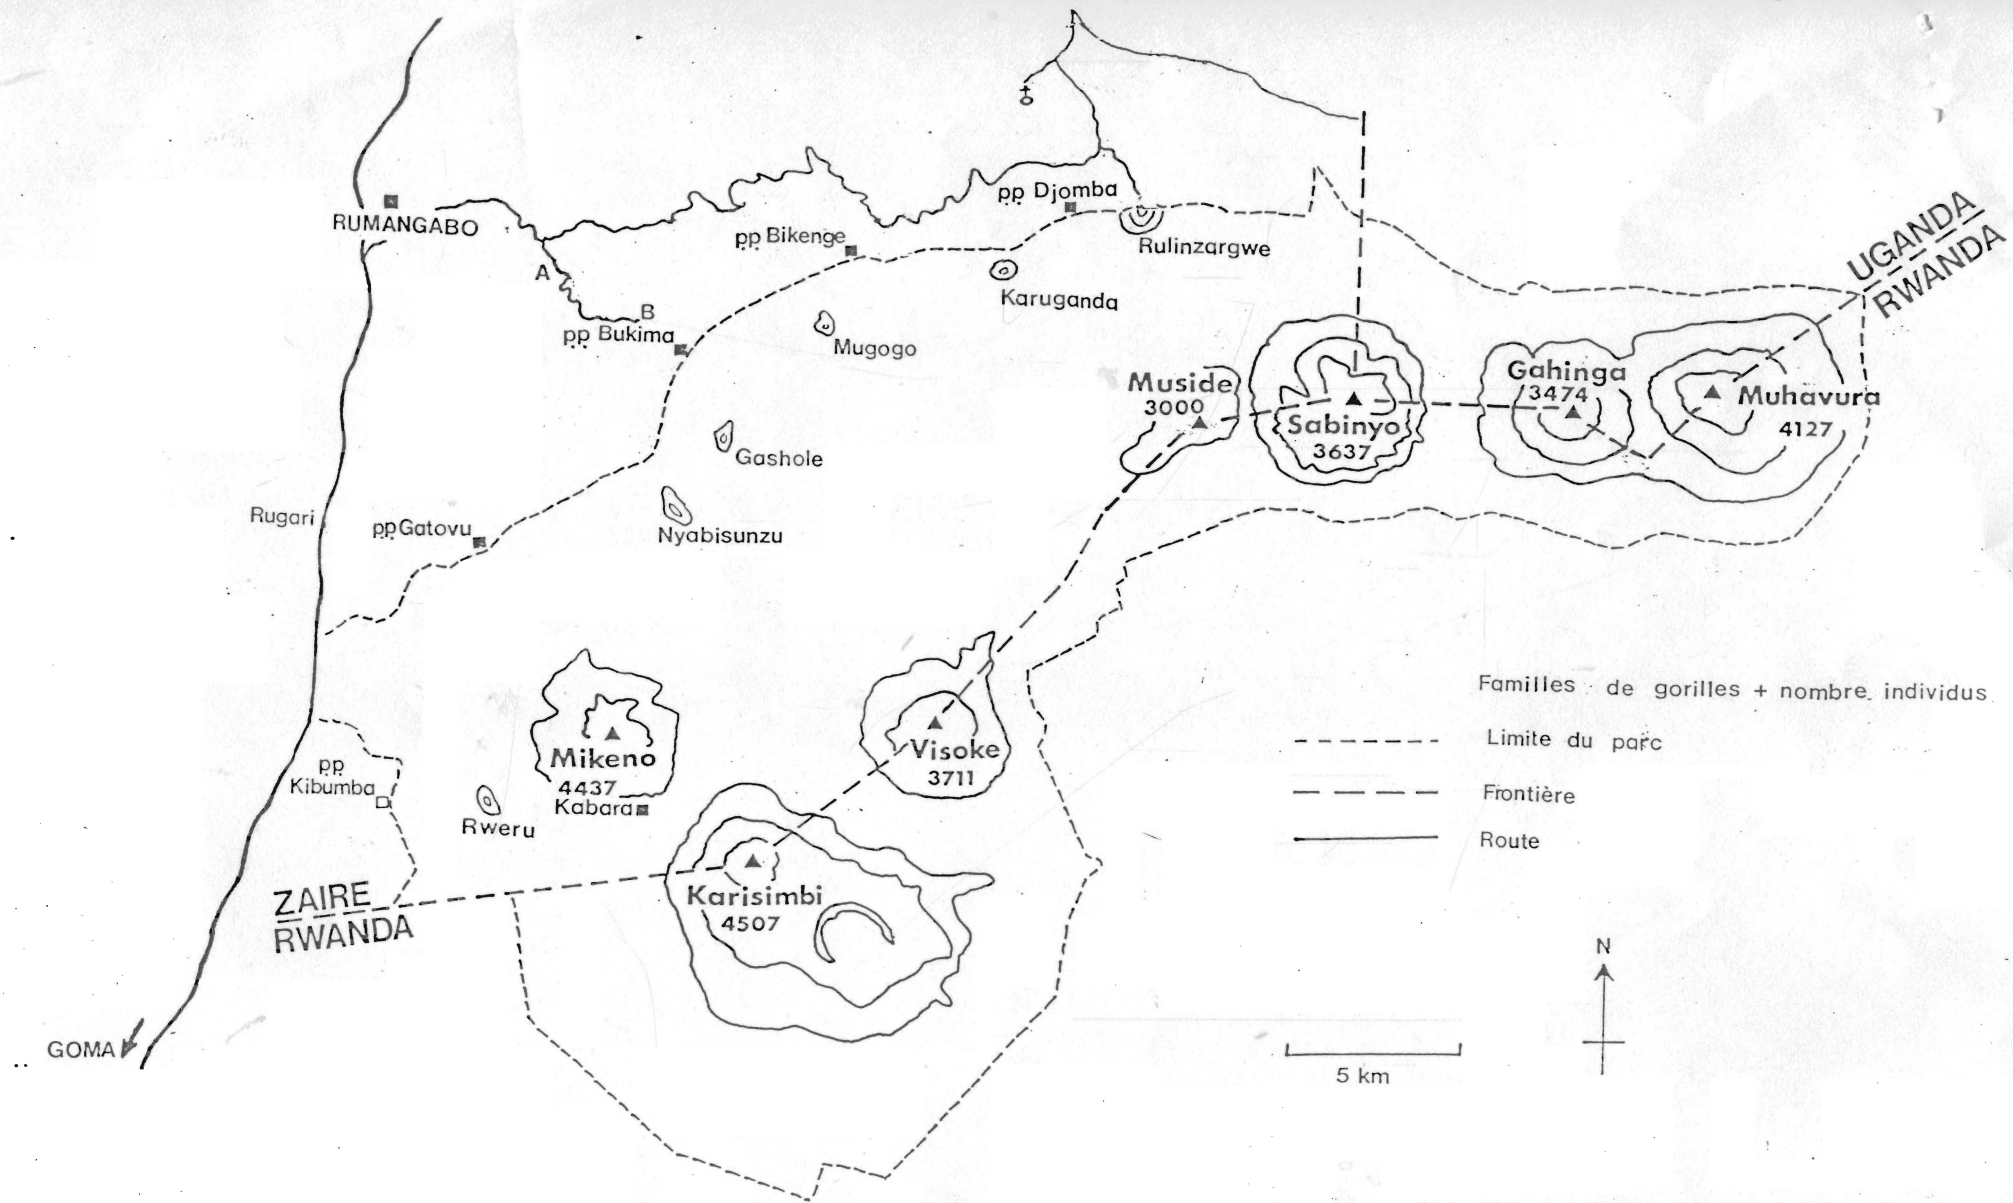 RUMANGABO
pp Djomba
Rulinzargwe
pp Bikenge
Karuganda
A
B
pp Bukima
Mugogo
UGANDA
RWANDA
Muside
3000
Sabinyo
3637
Gahinga
3474
Muhavura
4127
Gashole
Nyabisunzu
Rugari
pp Gatovu
Mikeno
4437
Kabara
Visoke
3711
pp
Kibumba
Rweru
Karisimbi
4507
ZAIRE
RWANDA
GOMA
Familles de gorilles + nombre individus
Limite du parc
Frontière
Route
N
5 km